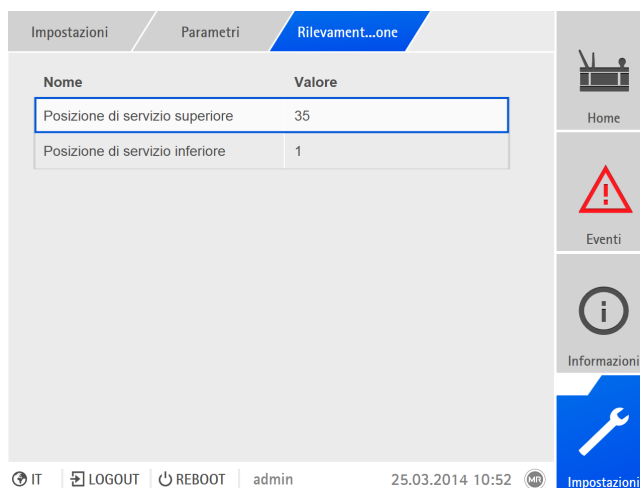 Impostazioni Parametri Rilevament...one
Nome Valore
Posizione di servizio superiore 35
Posizione di servizio inferiore 1
Home
Eventi
Informazioni
Impostazioni
IT LOGOUT REBOOT admin 25.03.2014 10:52 MR